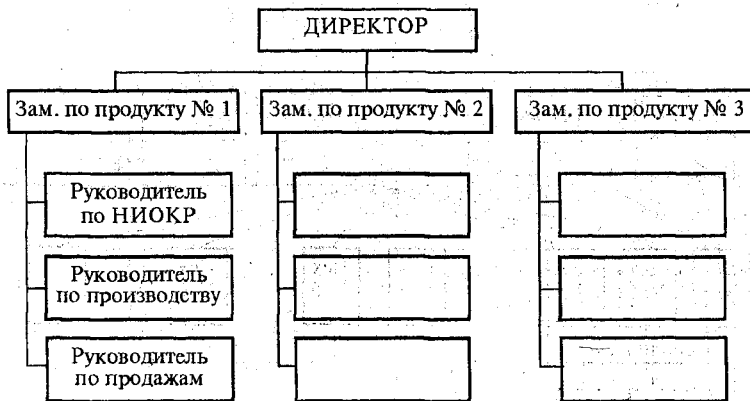 ДИРЕКТОР
Зам. по продукту № 1
Зам. по продукту № 2
Зам. по продукту № 3
Руководитель
по НИОКР
Руководитель
по производству
Руководитель
по продажам